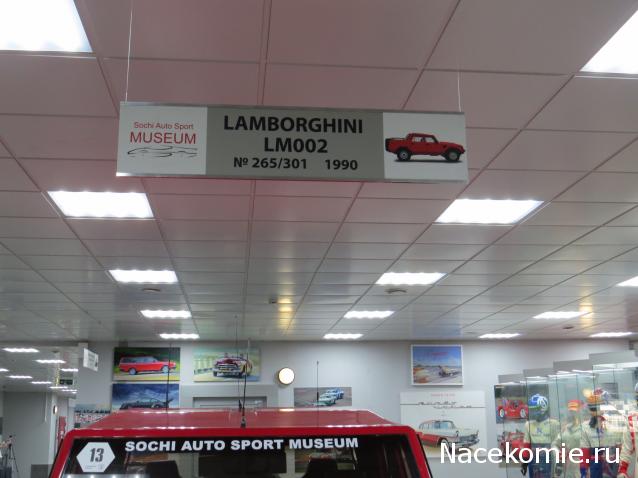 Sochi Auto Sport
MUSEUM
LAMBORGHINI
LM002
№ 265/301 1990
13
SOCHI AUTO SPORT MUSEUM
Nacekomie.ru